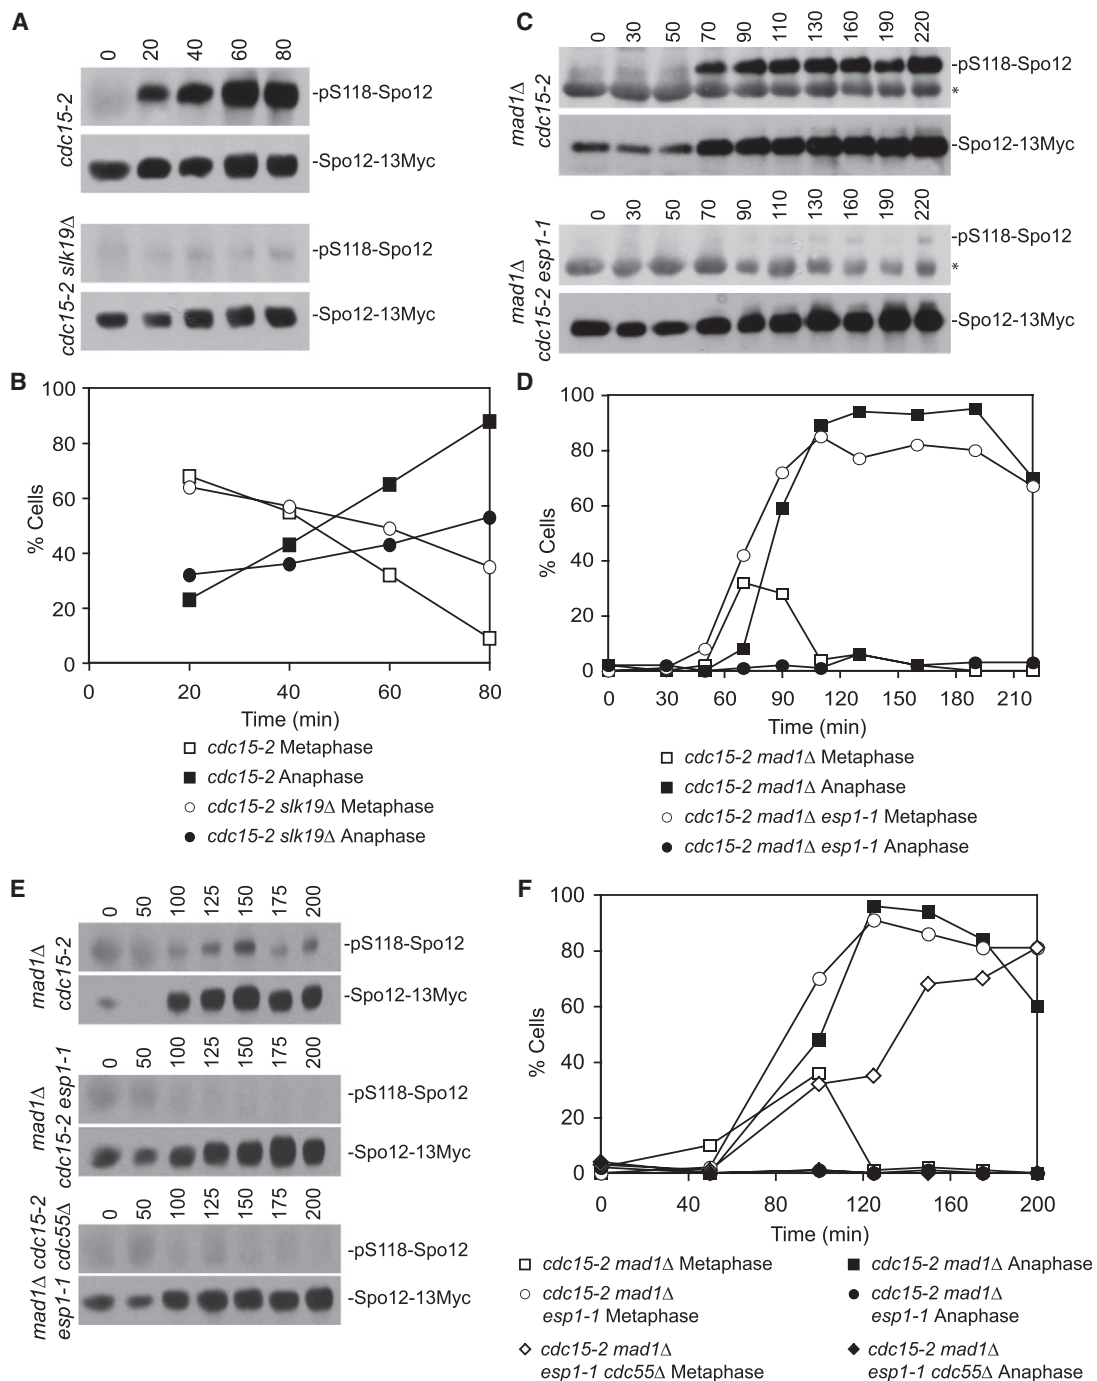 A
0 20 40 60 80
cdc15-2
-pS118-Spo12
-Spo12-13Myc
cdc15-2 slk19Δ
-pS118-Spo12
-Spo12-13Myc
C
0 30 50 70 90 110 130 160 190 220
mad1Δ
cdc15-2
-pS118-Spo12
*
-Spo12-13Myc
0 30 50 70 90 110 130 160 190 220
mad1Δ
cdc15-2 esp1-1
-pS118-Spo12
*
-Spo12-13Myc
B
% Cells
100
80
60
40
20
0
0 20 40 60 80
Time (min)
cdc15-2 Metaphase
cdc15-2 Anaphase
cdc15-2 slk19Δ Metaphase
cdc15-2 slk19Δ Anaphase
D
% Cells
100
80
60
40
20
0
0 30 60 90 120 150 180 210
Time (min)
cdc15-2 mad1Δ Metaphase
cdc15-2 mad1Δ Anaphase
cdc15-2 mad1Δ esp1-1 Metaphase
cdc15-2 mad1Δ esp1-1 Anaphase
E
0 50 100 125 150 175 200
mad1Δ
cdc15-2
-pS118-Spo12
-Spo12-13Myc
0 50 100 125 150 175 200
mad1Δ
cdc15-2 esp1-1
-pS118-Spo12
-Spo12-13Myc
0 50 100 125 150 175 200
mad1Δ cdc15-2
esp1-1 cdc55Δ
-pS118-Spo12
-Spo12-13Myc
F
% Cells
100
80
60
40
20
0
0 40 80 120 160 200
Time (min)
cdc15-2 mad1Δ Metaphase
cdc15-2 mad1Δ Anaphase
cdc15-2 mad1Δ
esp1-1 Metaphase
cdc15-2 mad1Δ
esp1-1 Anaphase
cdc15-2 mad1Δ
esp1-1 cdc55Δ Metaphase
cdc15-2 mad1Δ
esp1-1 cdc55Δ Anaphase